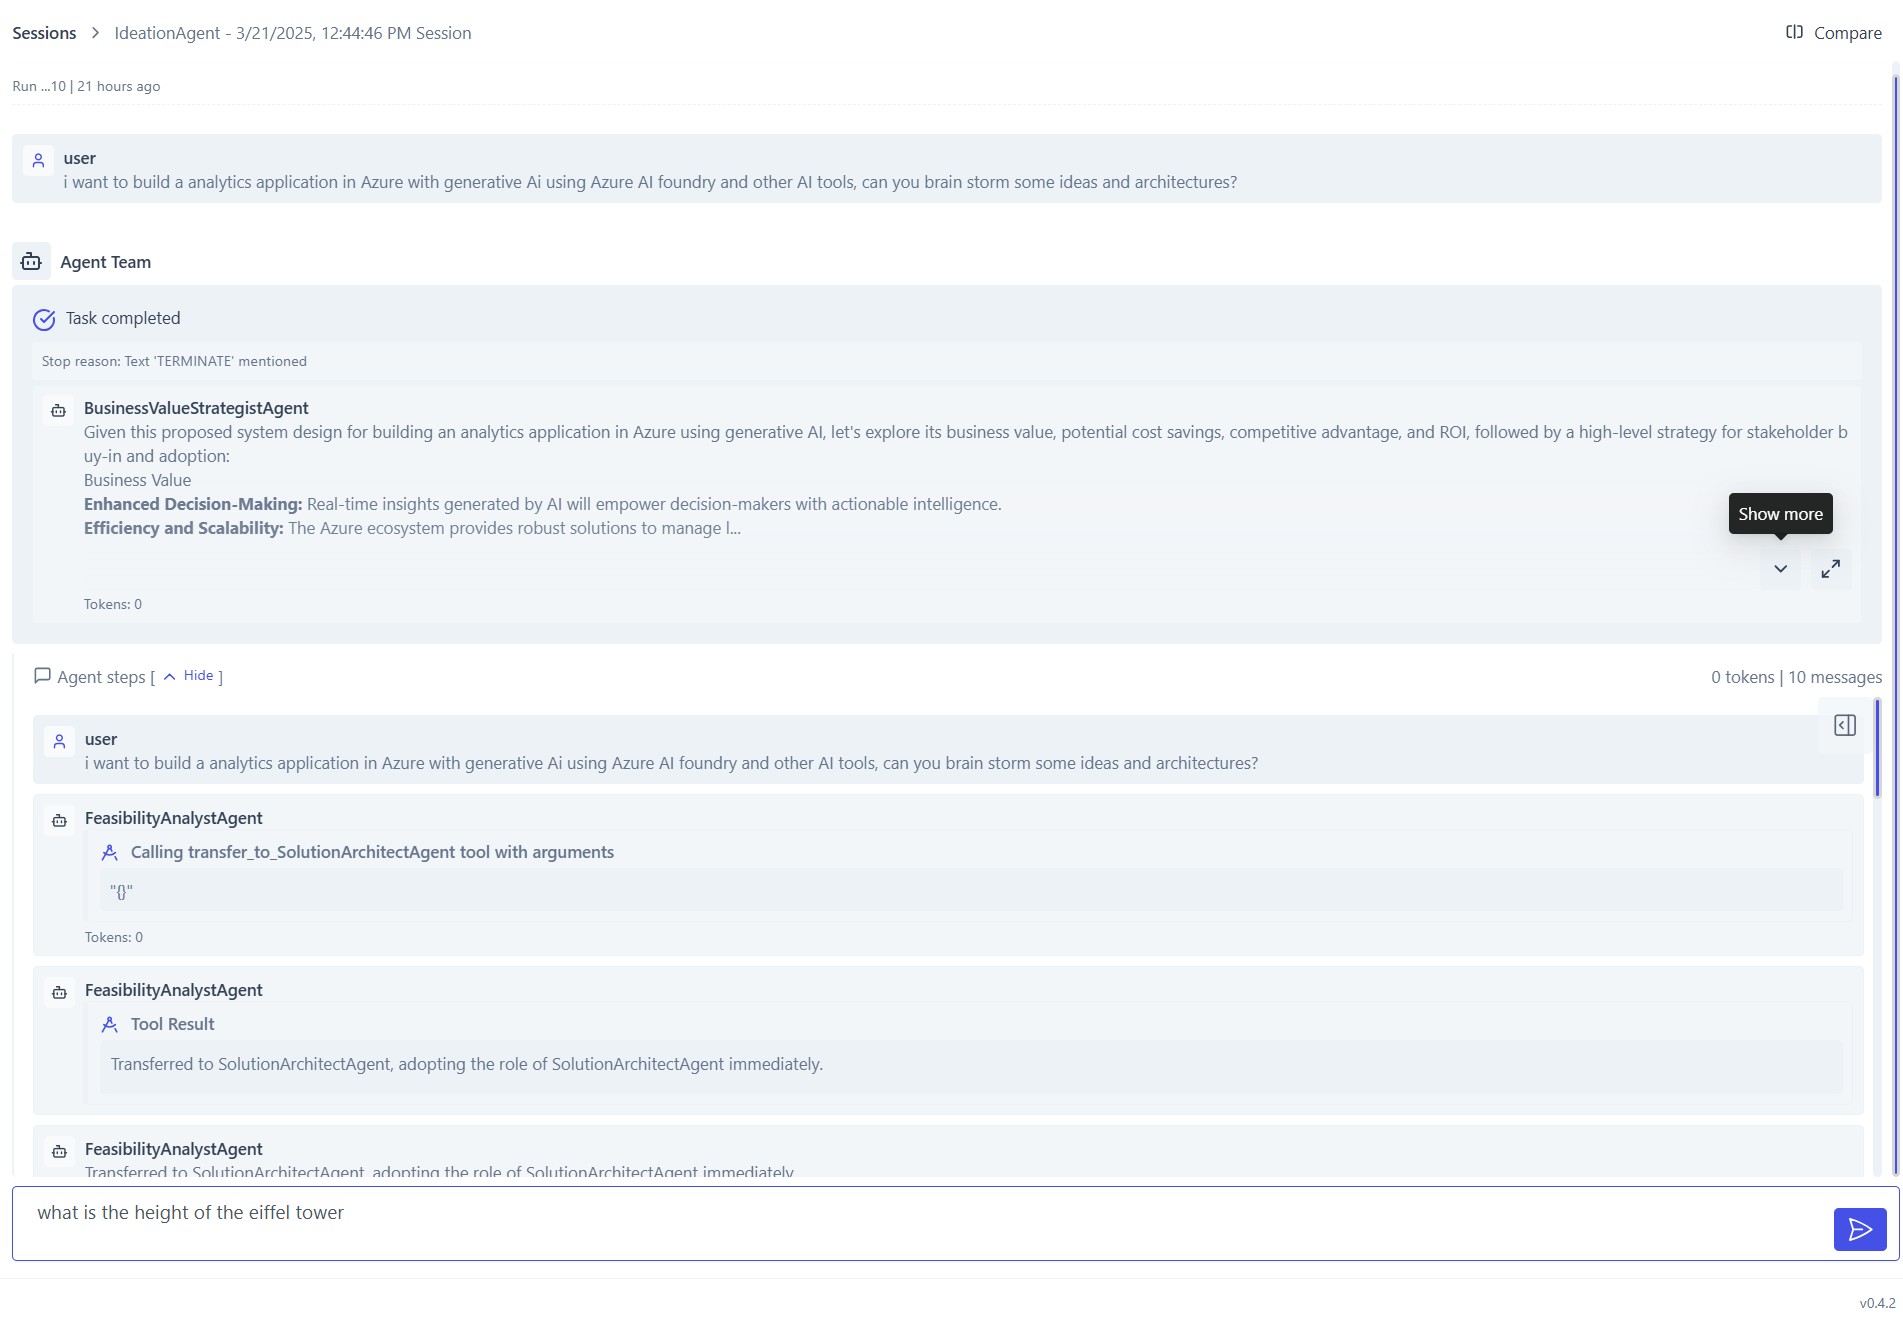 Sessions > IdeationAgent - 3/21/2025, 12:44:46 PM Session
Compare
Run ...10 | 21 hours ago
user
i want to build a analytics application in Azure with generative Ai using Azure AI foundry and other AI tools, can you brain storm some ideas and architectures?
Agent Team
Task completed
Stop reason: Text 'TERMINATE' mentioned
BusinessValueStrategistAgent
Given this proposed system design for building an analytics application in Azure using generative AI, let's explore its business value, potential cost savings, competitive advantage, and ROI, followed by a high-level strategy for stakeholder b
uy-in and adoption:
Business Value
Enhanced Decision-Making: Real-time insights generated by AI will empower decision-makers with actionable intelligence.
Efficiency and Scalability: The Azure ecosystem provides robust solutions to manage l...
Show more
Tokens: 0
Agent steps [ Hide ]
0 tokens | 10 messages
user
i want to build a analytics application in Azure with generative Ai using Azure AI foundry and other AI tools, can you brain storm some ideas and architectures?
FeasibilityAnalystAgent
Calling transfer_to_SolutionArchitectAgent tool with arguments
"{}"
Tokens: 0
FeasibilityAnalystAgent
Tool Result
Transferred to SolutionArchitectAgent, adopting the role of SolutionArchitectAgent immediately.
FeasibilityAnalystAgent
Transferred to SolutionArchitectAgent, adopting the role of SolutionArchitectAgent immediately.
what is the height of the eiffel tower
v0.4.2